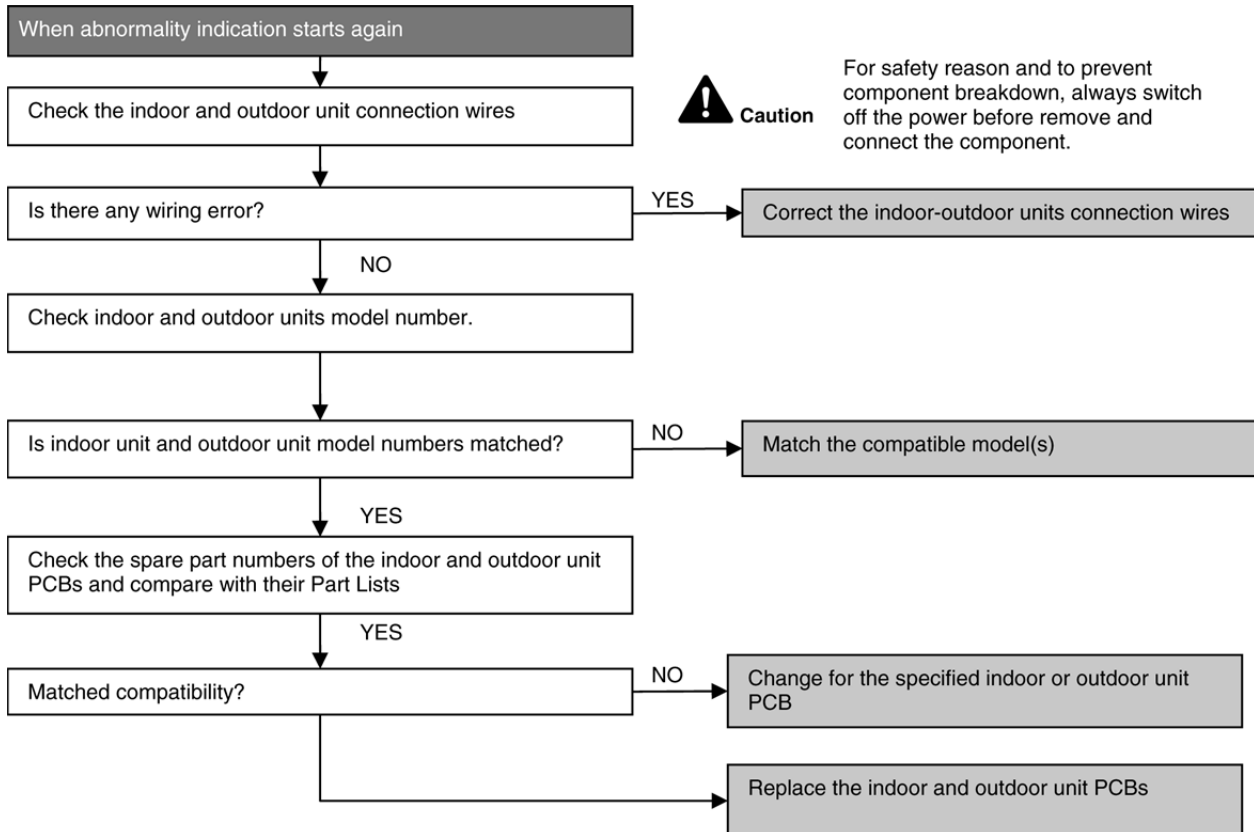 When abnormality indication starts again
Check the indoor and outdoor unit connection wires
For safety reason and to prevent
component breakdown, always switch
off the power before remove and
connect the component.
Caution
Is there any wiring error?
YES
Correct the indoor-outdoor units connection wires
NO
Check indoor and outdoor units model number.
Is indoor unit and outdoor unit model numbers matched?
NO
Match the compatible model(s)
YES
Check the spare part numbers of the indoor and outdoor unit
PCBs and compare with their Part Lists
YES
Matched compatibility?
NO
Change for the specified indoor or outdoor unit
PCB
Replace the indoor and outdoor unit PCBs